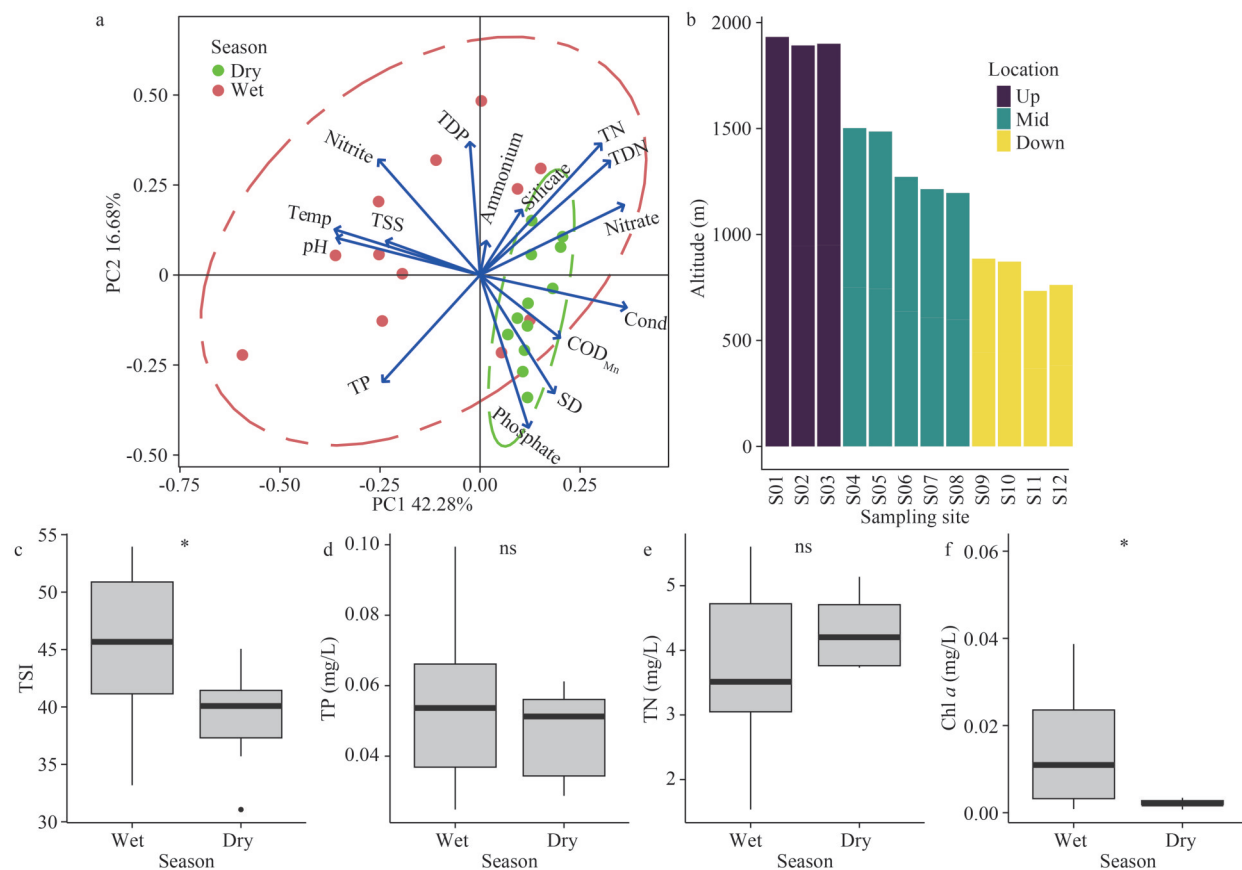 a
Season
Dry
Wet
PC2 16.68%
0.50
0.25
0
-0.25
-0.50
-0.75
-0.50
-0.25
0.00
0.25
PC1 42.28%
TDP
Ammonium
TN
TDN
Silicate
Nitrate
Nitrite
Temp
TSS
pH
Cond
COD_Mn
TP
SD
Phosphate
b
Location
Up
Mid
Down
Altitude (m)
2000
1500
1000
500
0
S01 S02 S03 S04 S05 S06 S07 S08 S09 S10 S11 S12
Sampling site
c
*
TSI
55
50
45
40
35
30
Wet Dry
Season
d
ns
TP (mg/L)
0.10
0.08
0.06
0.04
Wet Dry
Season
e
ns
TN (mg/L)
5
4
3
2
Wet Dry
Season
f
*
Chl a (mg/L)
0.06
0.04
0.02
0.00
Wet Dry
Season